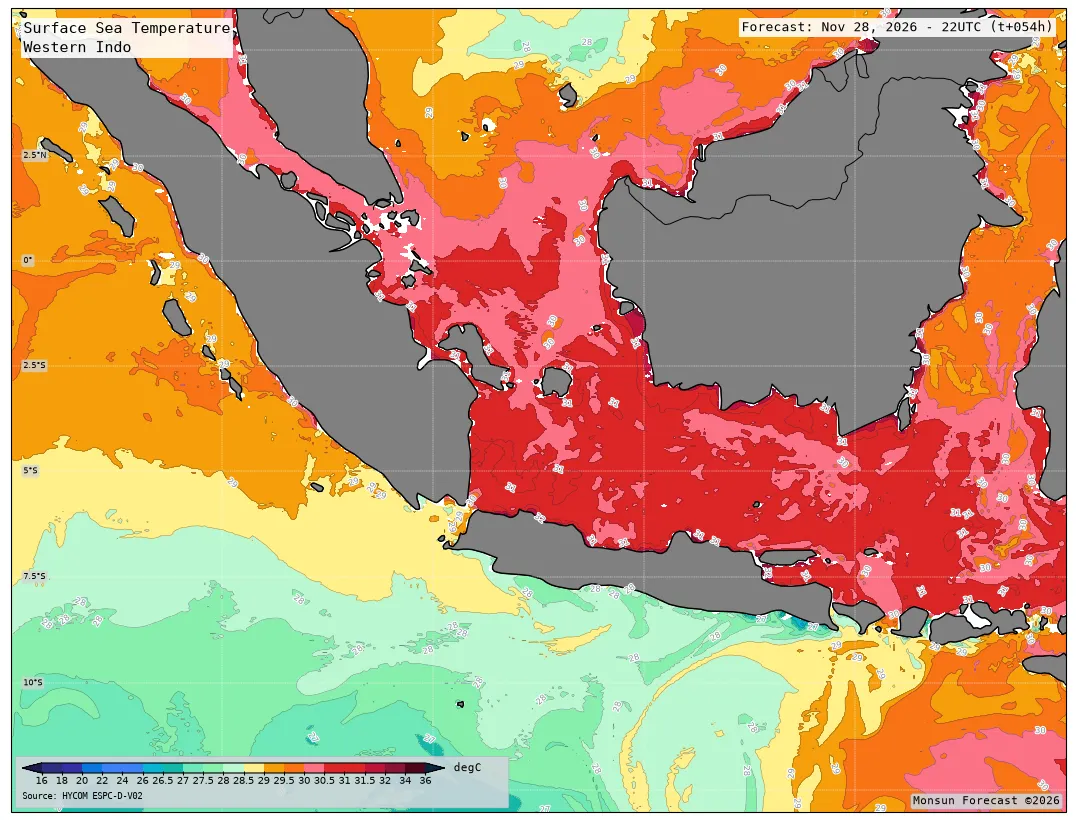 Surface Sea Temperature
Western Indo
Forecast: Nov 28, 2026 - 22UTC (t+054h)
2.5°N
0°
2.5°S
5°S
7.5°S
10°S
16 18 20 22 24 26 26.5 27 27.5 28 28.5 29 29.5 30 30.5 31 31.5 32 34 36 degC
Source: HYCOM ESPC-D-V02
Monsun Forecast ©2026